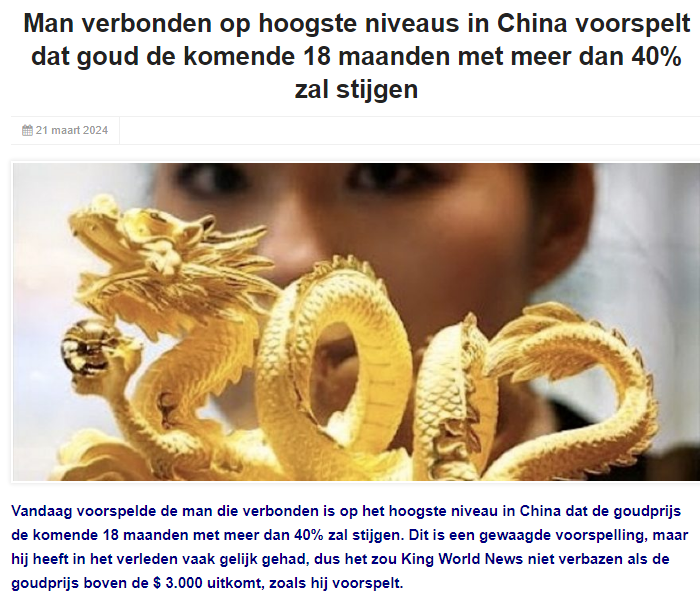 Man verbonden op hoogste niveaus in China voorspelt
dat goud de komende 18 maanden met meer dan 40%
zal stijgen
21 maart 2024
2012
Vandaag voorspelde de man die verbonden is op het hoogste niveau in China dat de goudprijs
de komende 18 maanden met meer dan 40% zal stijgen. Dit is een gewaagde voorspelling, maar
hij heeft in het verleden vaak gelijk gehad, dus het zou King World News niet verbazen als de
goudprijs boven de $ 3.000 uitkomt, zoals hij voorspelt.